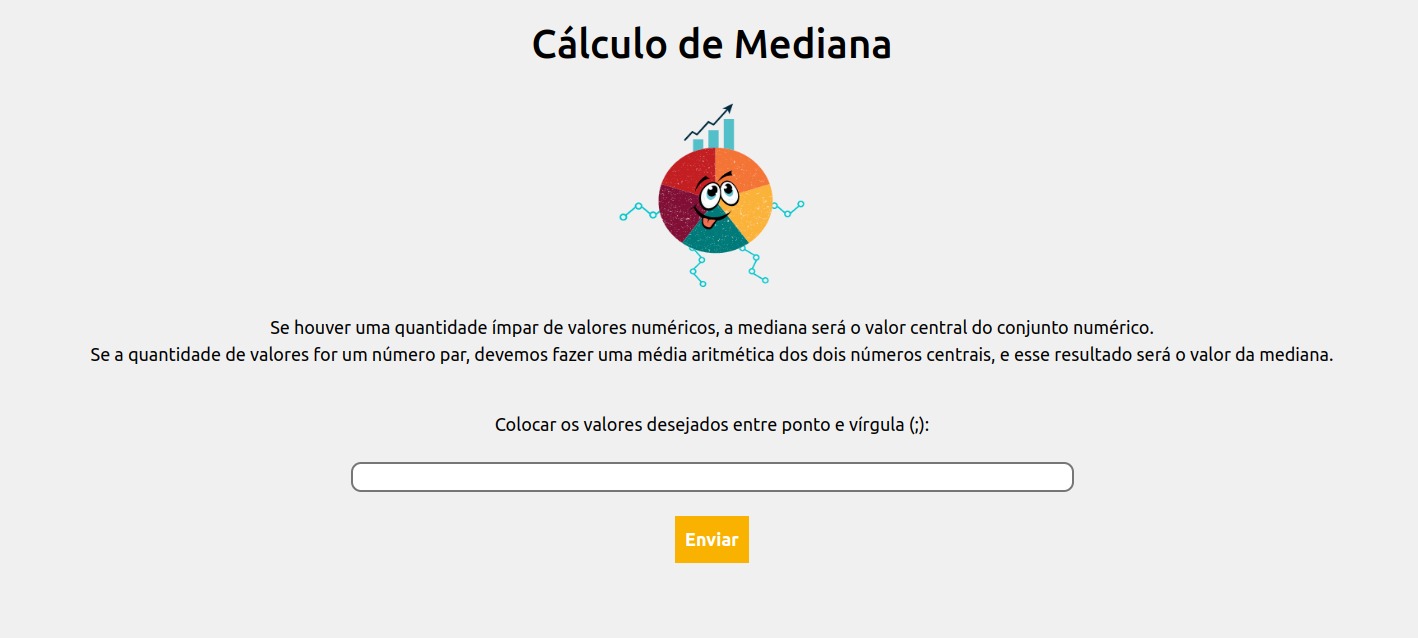 Cálculo de Mediana
Se houver uma quantidade ímpar de valores numéricos, a mediana será o valor central do conjunto numérico.
Se a quantidade de valores for um número par, devemos fazer uma média aritmética dos dois números centrais, e esse resultado será o valor da mediana.
Colocar os valores desejados entre ponto e vírgula (;):
Enviar